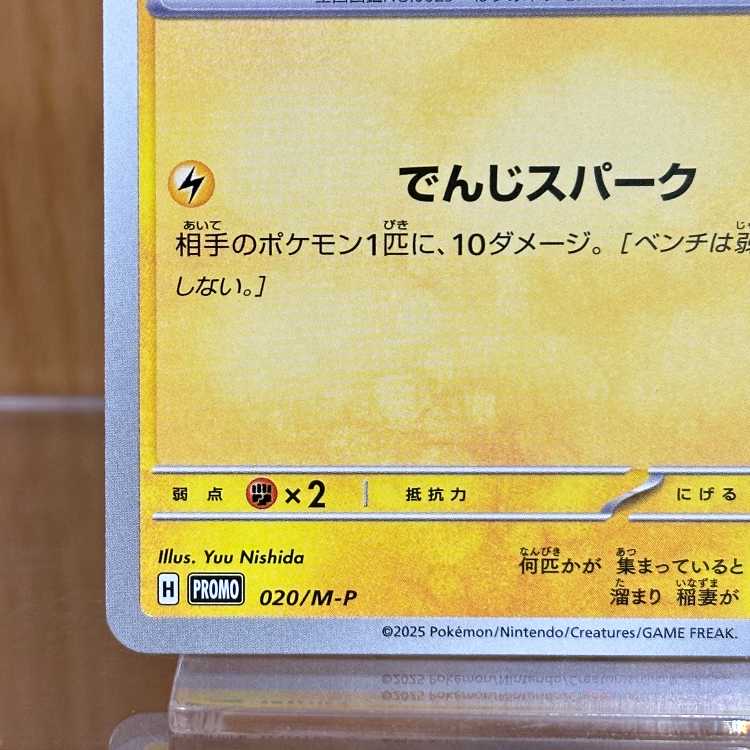 でんじスパーク
相手のポケモン1匹に、10ダメージ。[ベンチは弱
しない。]
弱点 ×2 抵抗力 にげる
Illus. Yuu Nishida
何匹かが 集まっていると
H PROMO 020/M-P
溜まり 稲妻が
©2025 Pokémon/Nintendo/Creatures/GAME FREAK.